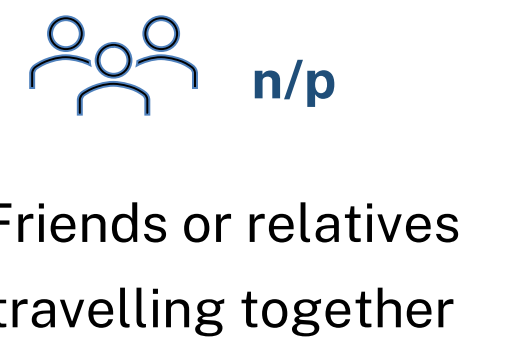 n/p
Friends or relatives
travelling together